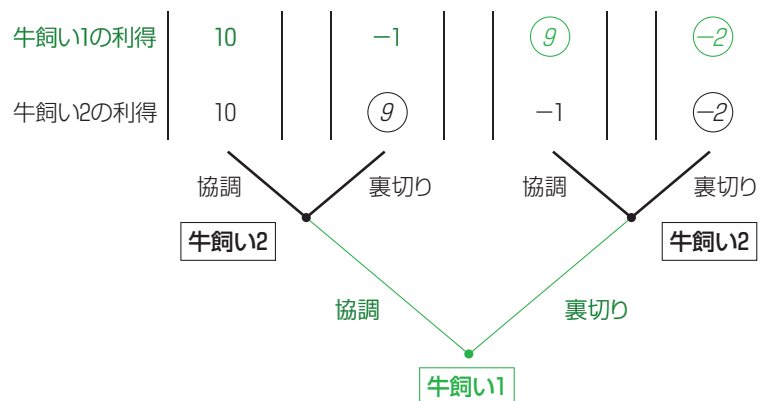 牛飼い1の利得 10 −1 9 −2
牛飼い2の利得 10 9 −1 −2
協調 裏切り 協調 裏切り
牛飼い2 牛飼い2
協調 裏切り
牛飼い1